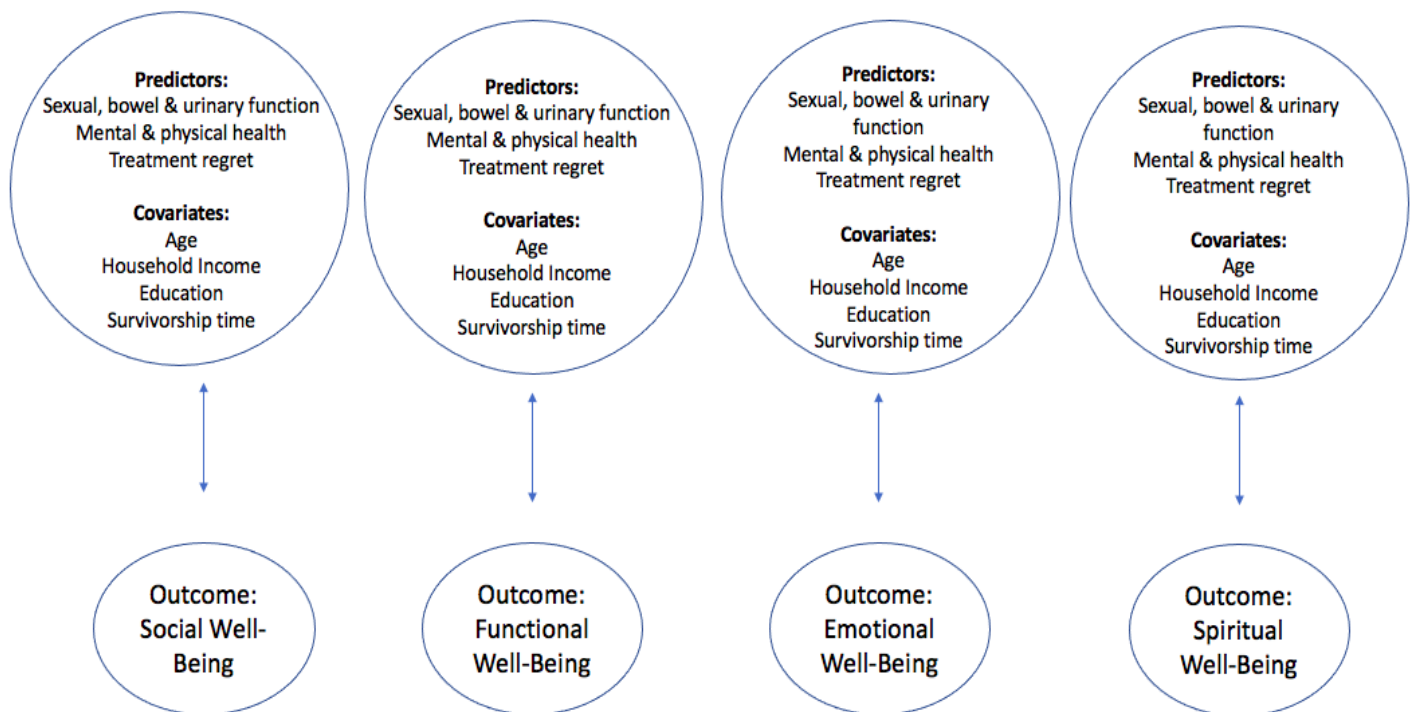 Predictors:
Sexual, bowel & urinary function
Mental & physical health
Treatment regret
Covariates:
Age
Household Income
Education
Survivorship time
Predictors:
Sexual, bowel & urinary function
Mental & physical health
Treatment regret
Covariates:
Age
Household Income
Education
Survivorship time
Predictors:
Sexual, bowel & urinary
function
Mental & physical health
Treatment regret
Covariates:
Age
Household Income
Education
Survivorship time
Predictors:
Sexual, bowel & urinary
function
Mental & physical health
Treatment regret
Covariates:
Age
Household Income
Education
Survivorship time
Outcome:
Social Well-
Being
Outcome:
Functional
Well-Being
Outcome:
Emotional
Well-Being
Outcome:
Spiritual
Well-Being